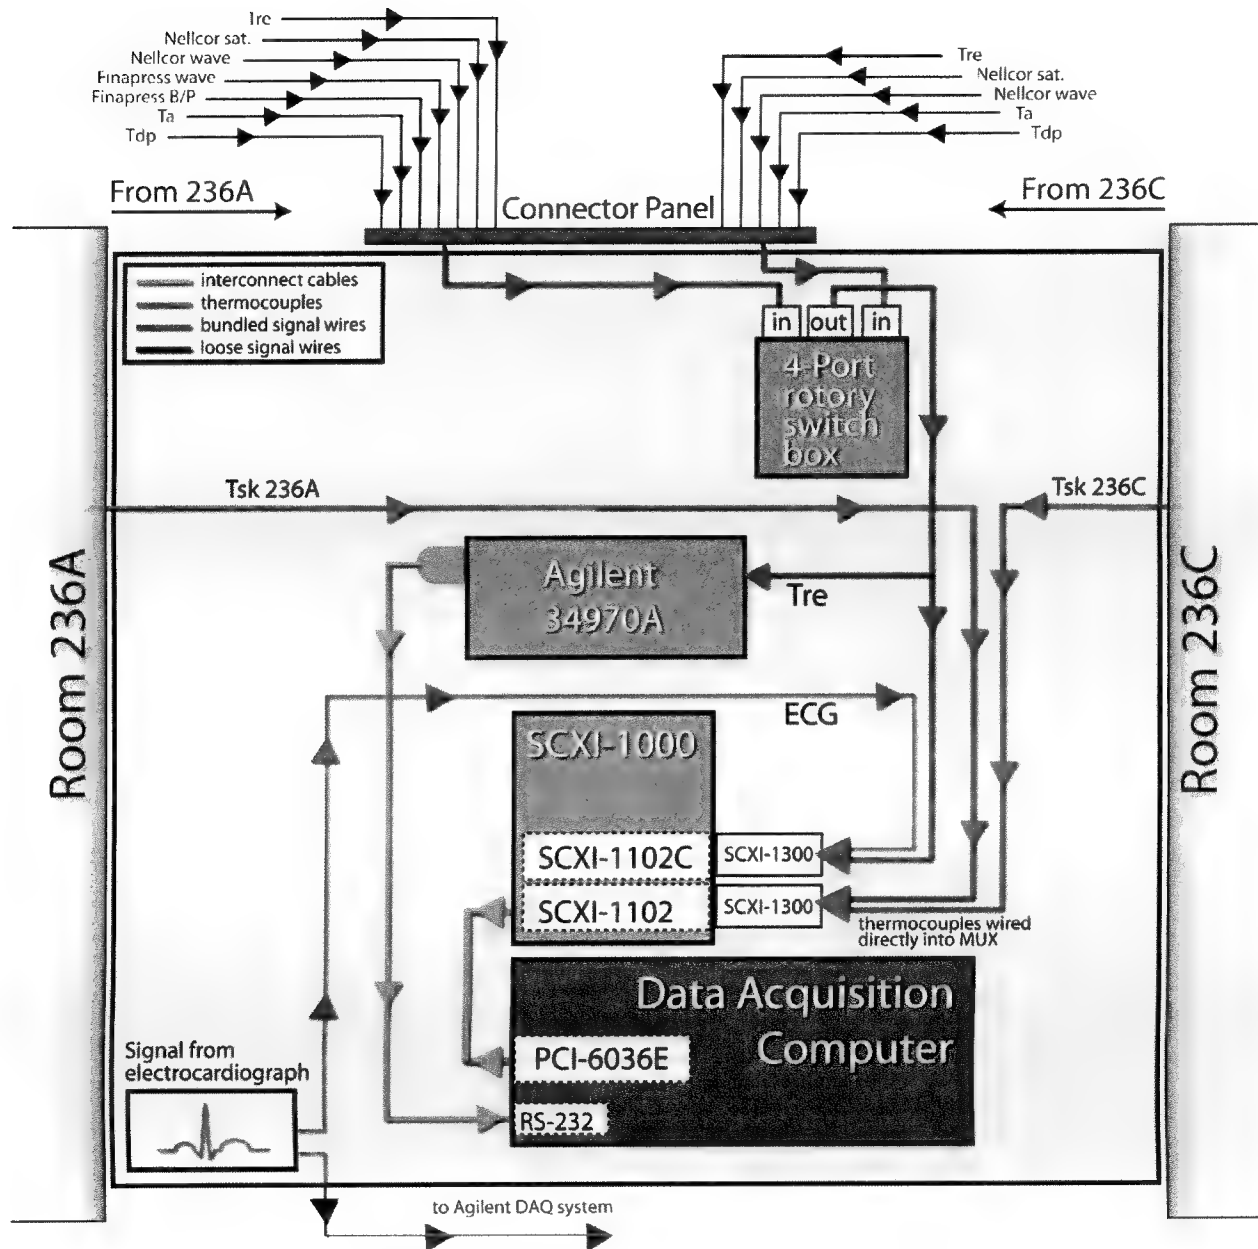 Tre
Nellcor sat.
Nellcor wave
Finapress wave
Finapress B/P
Ta
Tdp
Tre
Nellcor sat.
Nellcor wave
Ta
Tdp
From 236A
From 236C
Connector Panel
interconnect cables
thermocouples
bundled signal wires
loose signal wires
in
out
in
4-Port
rotory
switch
box
Tsk 236A
Tsk 236C
Room 236A
Room 236C
Agilent
34970A
Tre
ECG
SCXI-1000
SCXI-1102C
SCXI-1300
SCXI-1102
SCXI-1300
thermocouples wired
directly into MUX
Data Acquisition
Computer
PCI-6036E
RS-232
Signal from
electrocardiograph
to Agilent DAQ system